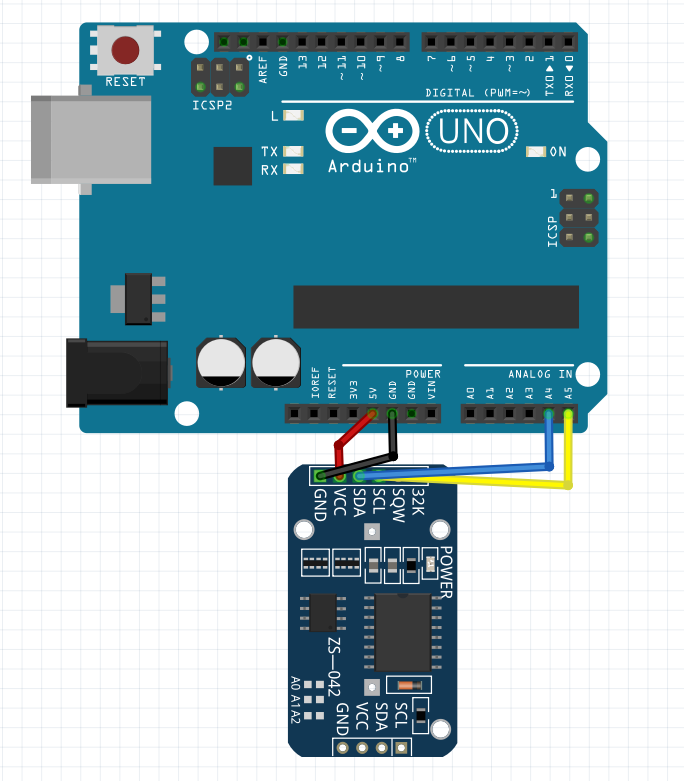 RESET
ICSP2
AREF
GND
13
12
~11
~10
~9
8
7
~6
~5
4
~3
2
TX0 1
RX0 0
DIGITAL (PWM=~)
L
TX
RX
UNO
Arduino™
ON
1
ICSP
POWER
ANALOG IN
IOREF
RESET
3V3
5V
GND
GND
VIN
A0
A1
A2
A3
A4
A5
GND
VCC
SDA
SCL
SQW
32K
POWER
ZS—042
A0
A1
A2
GND
VCC
SDA
SCL